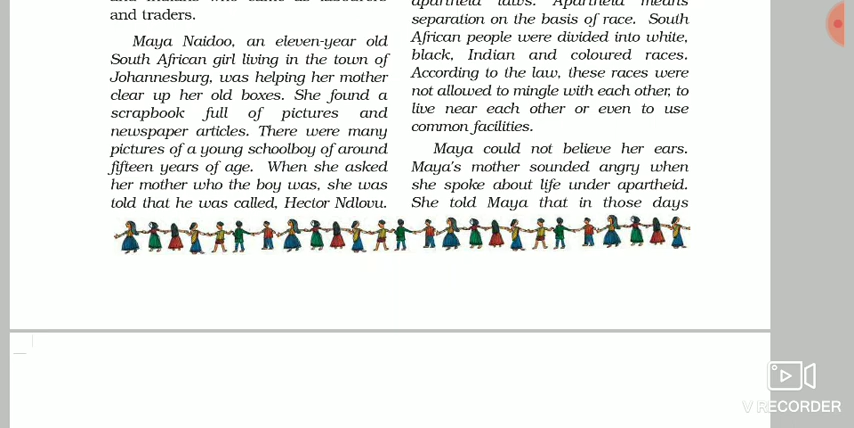 and traders.
Maya Naidoo, an eleven-year old
South African girl living in the town of
Johannesburg, was helping her mother
clear up her old boxes. She found a
scrapbook full of pictures and
newspaper articles. There were many
pictures of a young schoolboy of around
fifteen years of age. When she asked
her mother who the boy was, she was
told that he was called, Hector Ndlovu.
apartheid laws. Apartheid means
separation on the basis of race. South
African people were divided into white,
black, Indian and coloured races.
According to the law, these races were
not allowed to mingle with each other, to
live near each other or even to use
common facilities.
Maya could not believe her ears.
Maya's mother sounded angry when
she spoke about life under apartheid.
She told Maya that in those days
V RECORDER